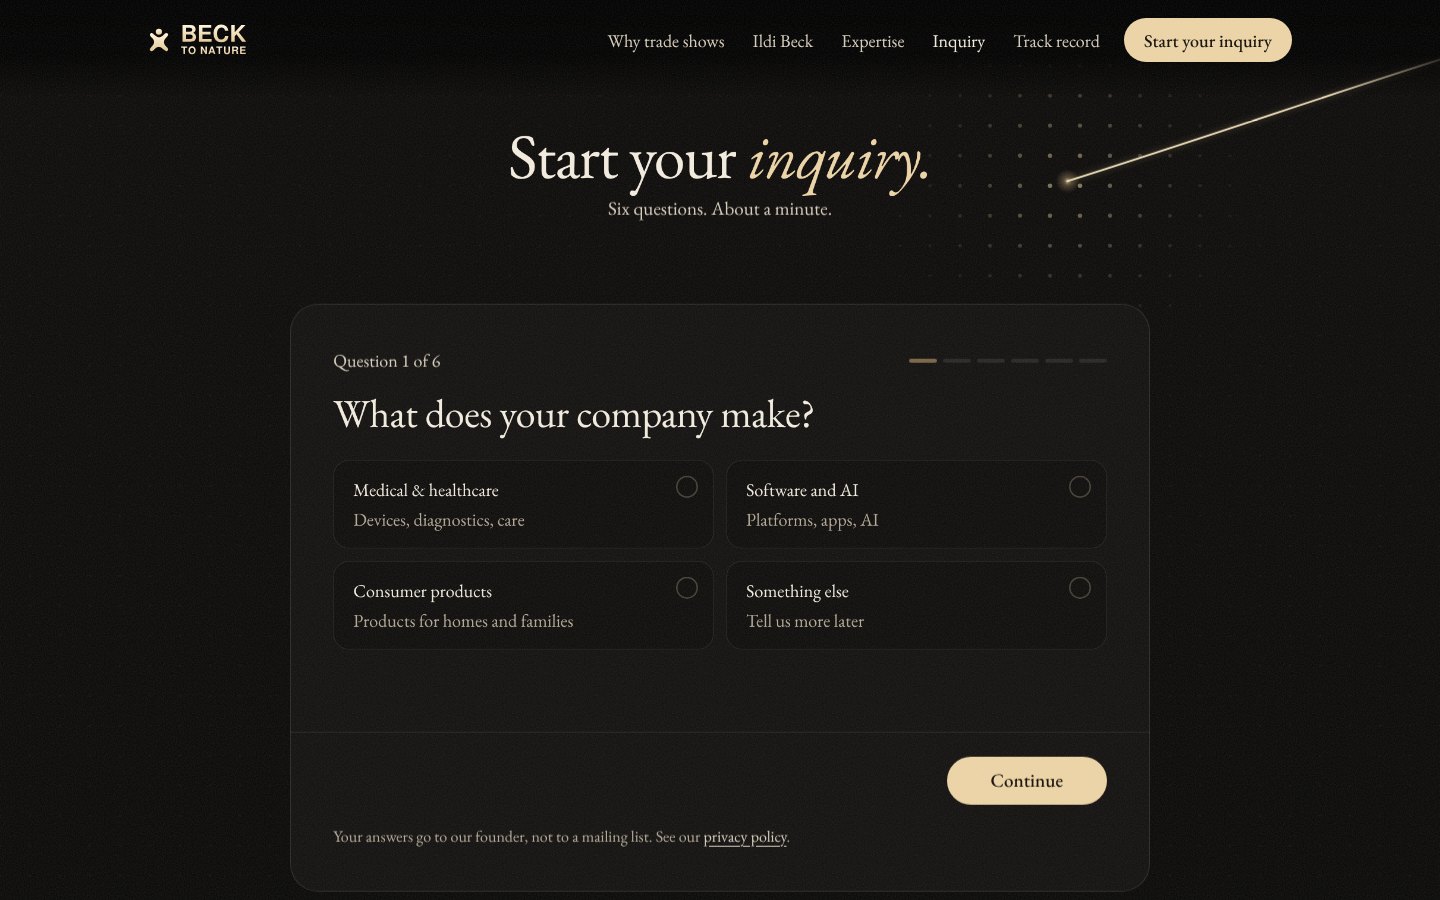 BECK
TO NATURE
Why trade shows
Ildi Beck
Expertise
Inquiry
Track record
Start your inquiry
Start your inquiry.
Six questions. About a minute.
Question 1 of 6
What does your company make?
Medical & healthcare
Devices, diagnostics, care
Software and AI
Platforms, apps, AI
Consumer products
Products for homes and families
Something else
Tell us more later
Continue
Your answers go to our founder, not to a mailing list. See our privacy policy.